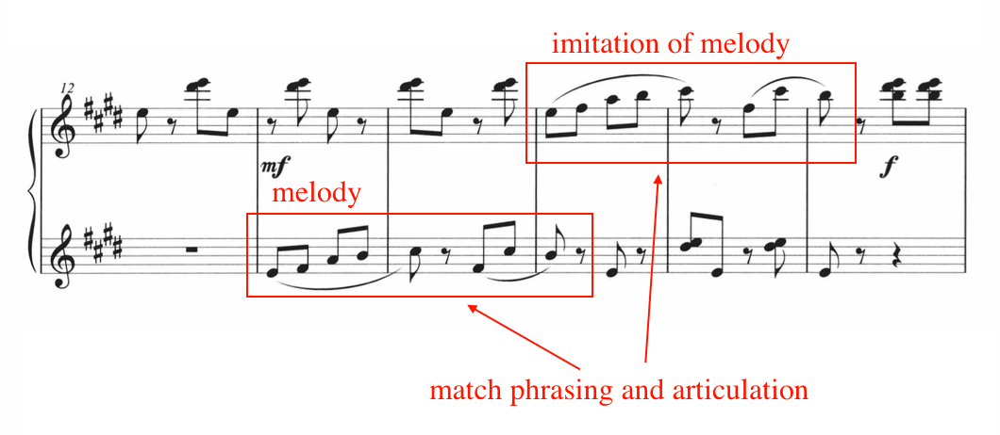 imitation of melody
12
mf
f
melody
match phrasing and articulation